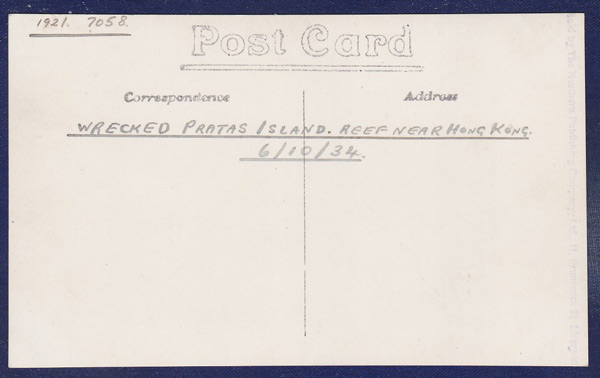 1921. 7058.
Post Card
Correspondence
Address
WRECKED PRATAS ISLAND. REEF NEAR HONG KONG.
6/10/34.